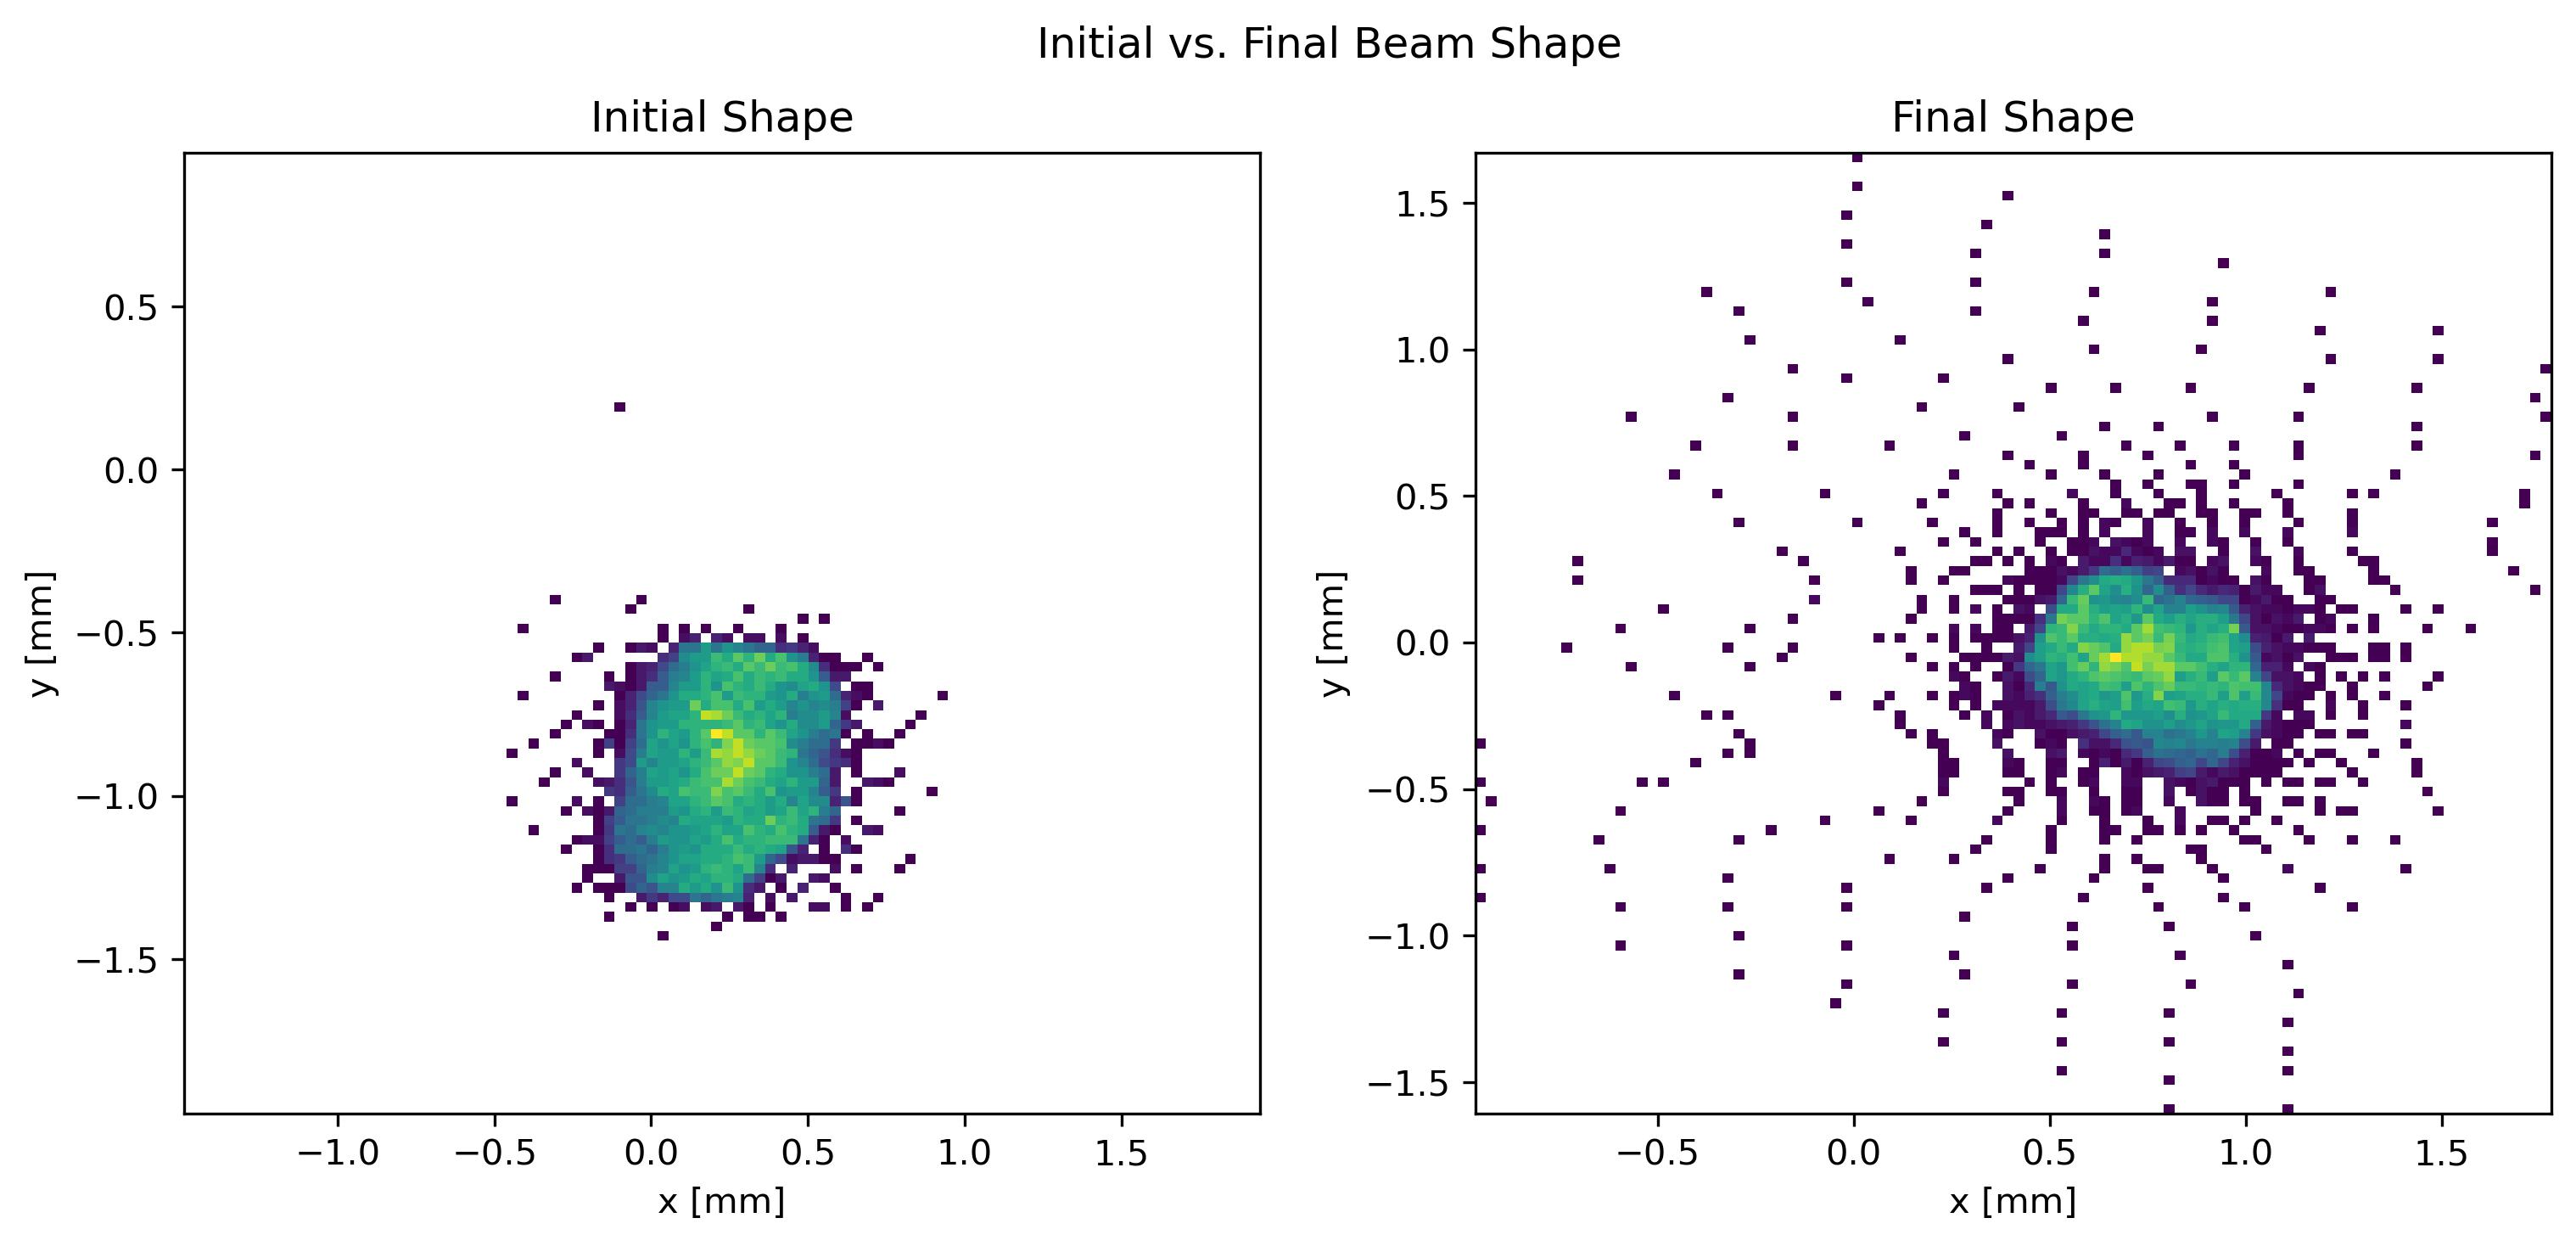 Initial vs. Final Beam Shape
Initial Shape
0.5
0.0
−0.5
−1.0
−1.5
y [mm]
−1.0 −0.5 0.0 0.5 1.0 1.5
x [mm]
Final Shape
1.5
1.0
0.5
0.0
−0.5
−1.0
−1.5
y [mm]
−0.5 0.0 0.5 1.0 1.5
x [mm]